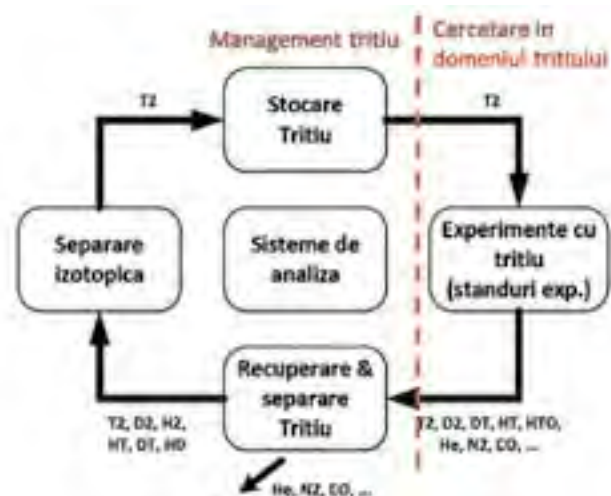 Management tritiu
Cercetare in
domeniul tritiului
T2
Stocare
Tritiu
T2
Separare
izotopica
Sisteme de
analiza
Experimente cu
tritiu
(standuri exp.)
Recuperare &
separare
Tritiu
T2, D2, H2,
HT, DT, HD
T2, D2, DT, HT, HTO,
He, N2, CO, ...
He, N2, CO, ...